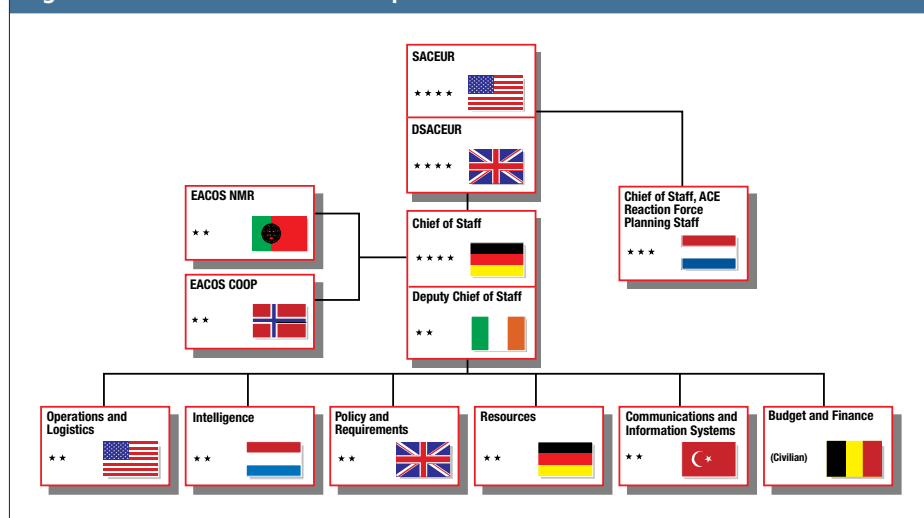 SACEUR
★ ★ ★ ★
DSACEUR
★ ★ ★ ★
EACOS NMR
★ ★
EACOS COOP
★ ★
Chief of Staff
★ ★ ★ ★
Deputy Chief of Staff
★ ★
Chief of Staff, ACE
Reaction Force
Planning Staff
★ ★ ★
Operations and
Logistics
★ ★
Intelligence
★ ★
Policy and
Requirements
★ ★
Resources
★ ★
Communications and
Information Systems
★ ★
Budget and Finance
(Civilian)